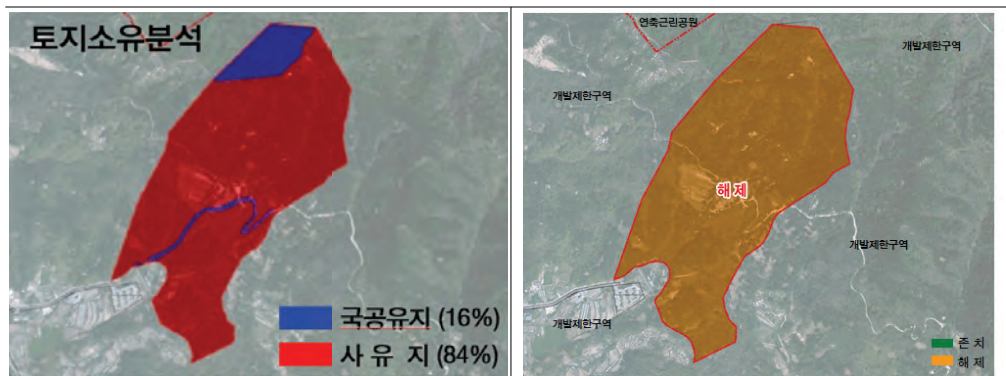 토지소유분석
국공유지 (16%)
사 유 지 (84%)
연축근린공원
개발제한구역
개발제한구역
해 제
개발제한구역
개발제한구역
존 치
해 제